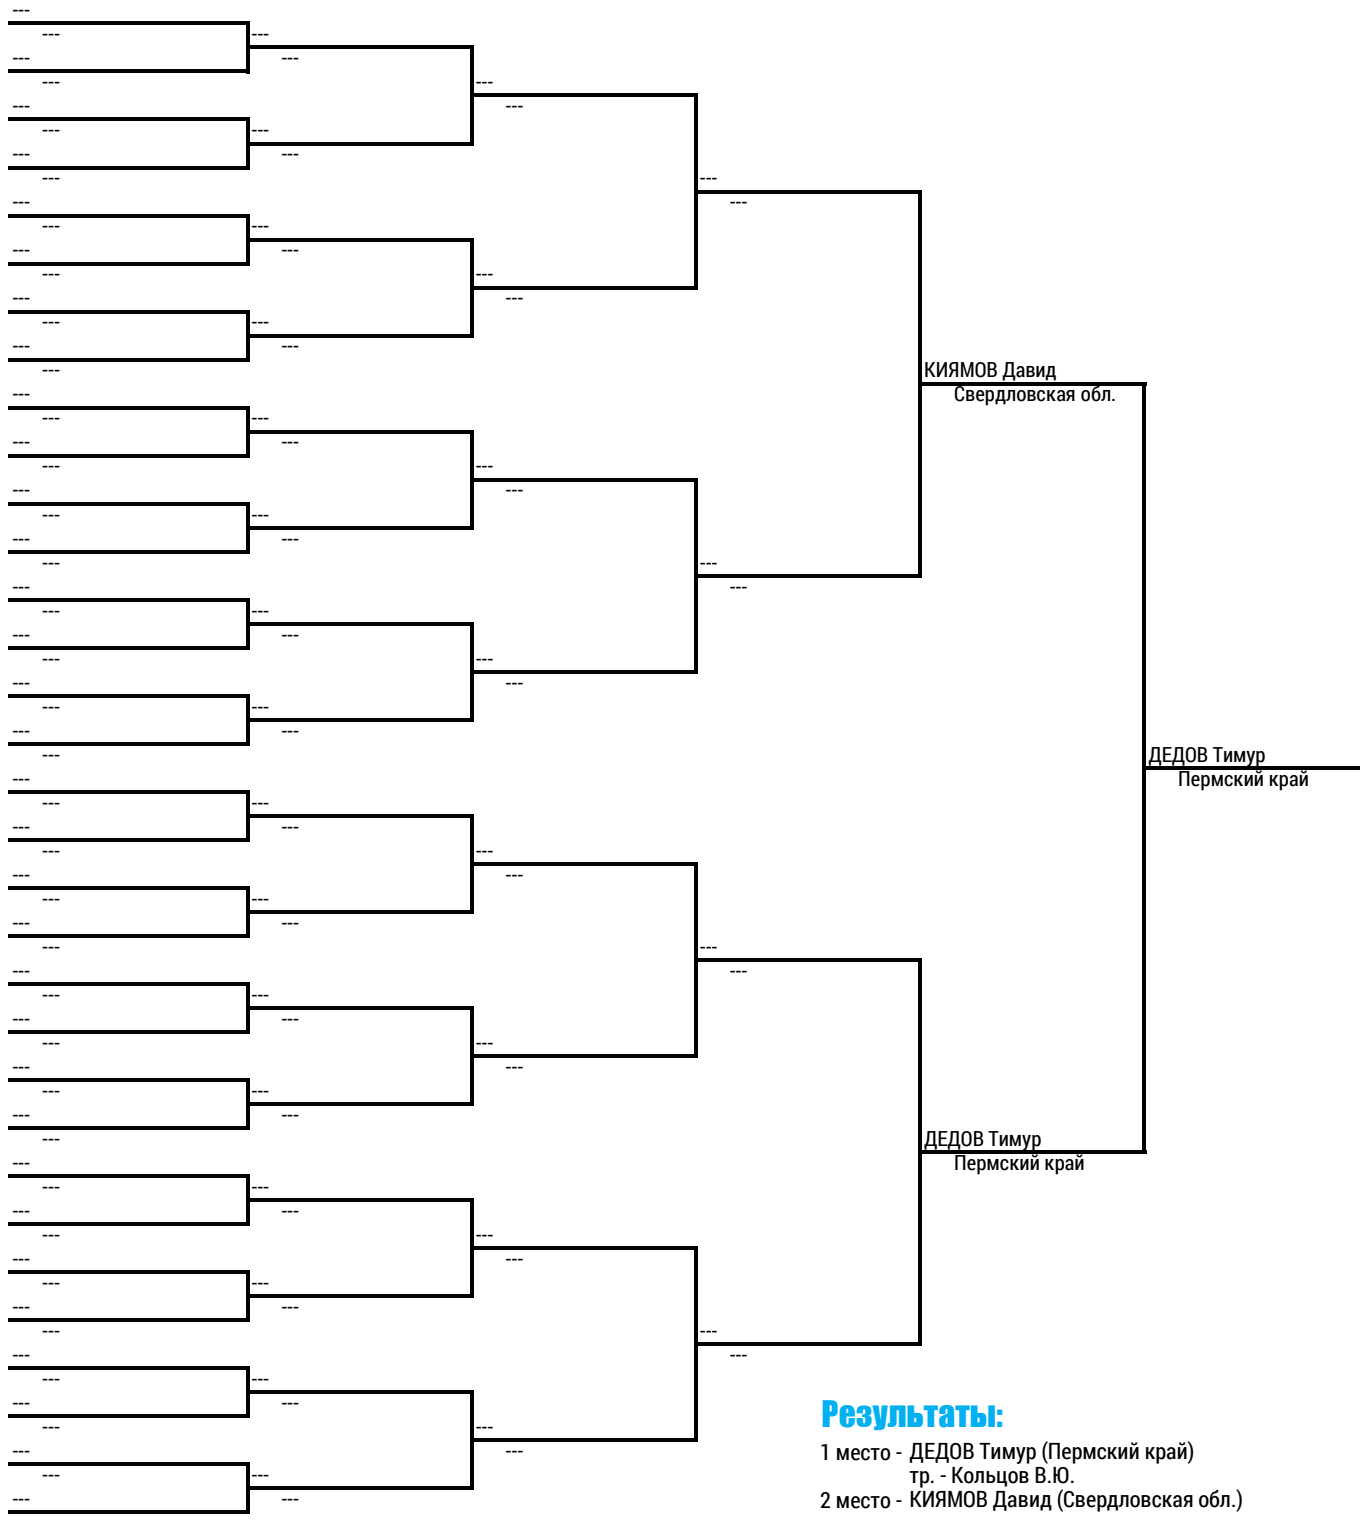 КИЯМОВ Давид
Свердловская обл.
ДЕДОВ Тимур
Пермский край
ДЕДОВ Тимур
Пермский край
Результаты:
1 место - ДЕДОВ Тимур (Пермский край)
тр. - Кольцов В.Ю.
2 место - КИЯМОВ Давид (Свердловская обл.)